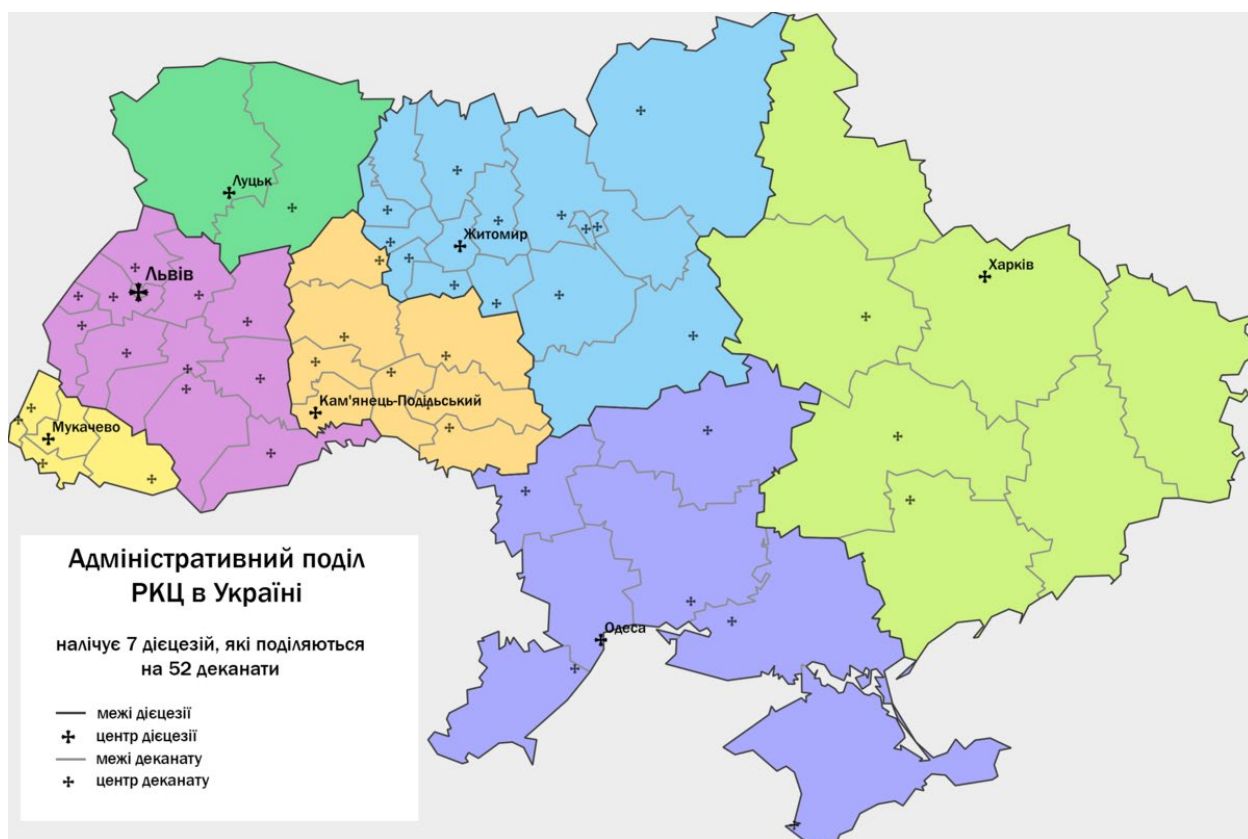 Луцьк
Житомир
Львів
Харків
Кам'янець-Подільський
Мукачево
Одеса
Адміністративний поділ
РКЦ в Україні
налічує 7 дієцезій, які поділяються
на 52 деканати
межі дієцезії
центр дієцезії
межі деканату
центр деканату